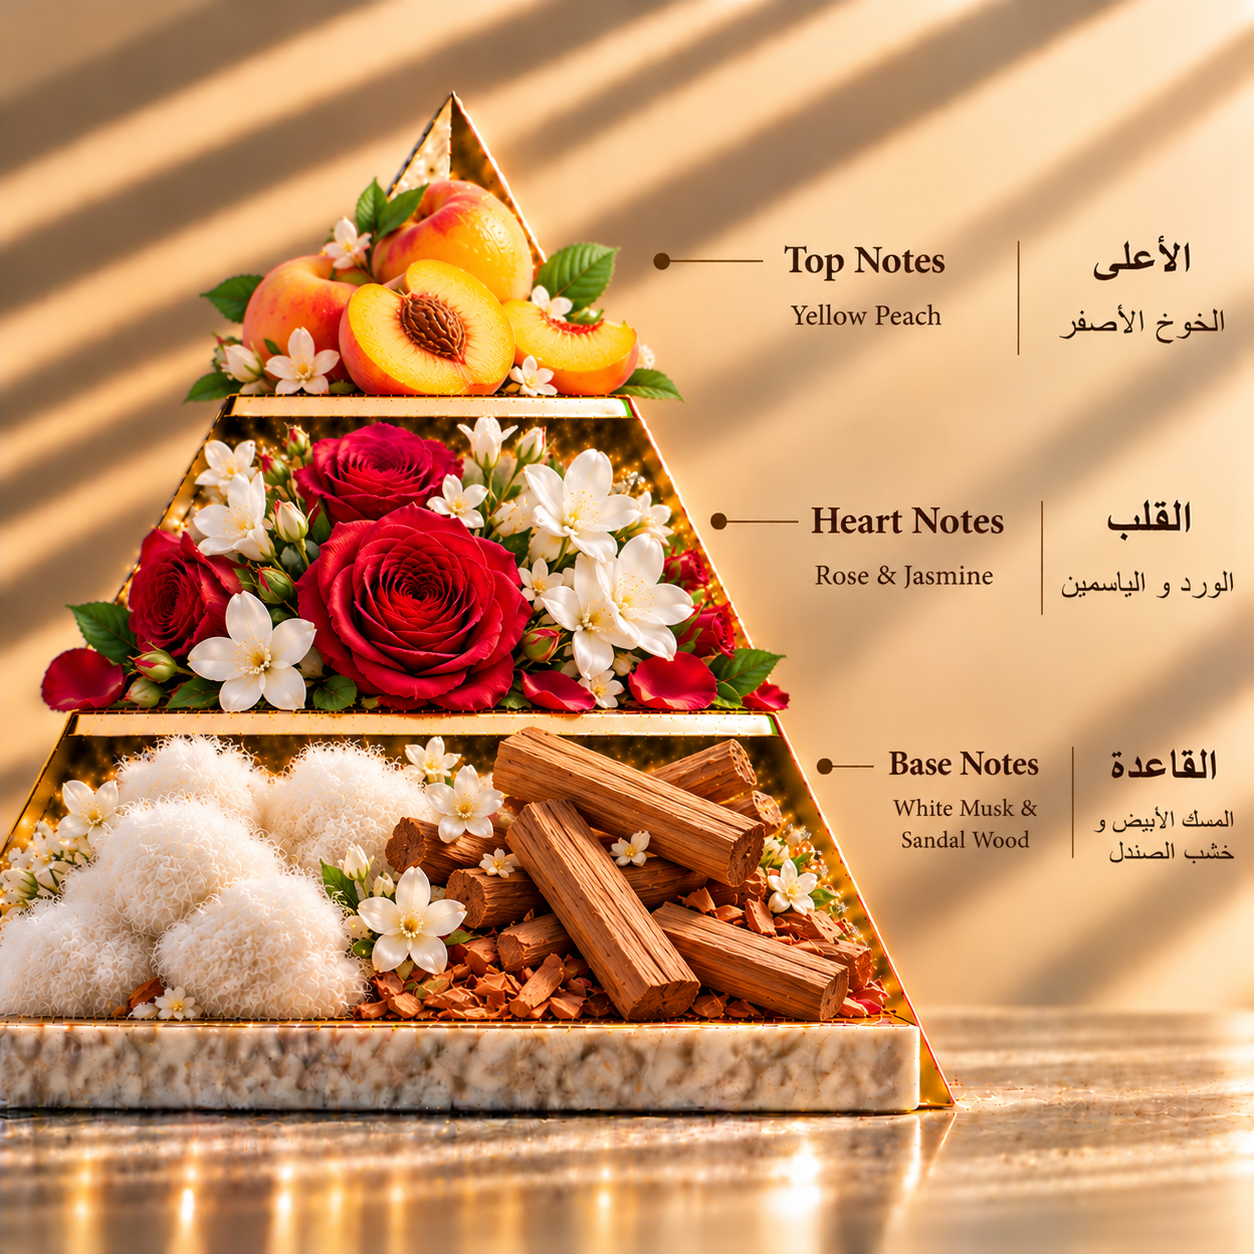 Top Notes
Yellow Peach
الأعلى
الخوخ الأصفر
Heart Notes
Rose & Jasmine
القلب
الورد و الياسمين
Base Notes
White Musk &
Sandal Wood
القاعدة
المسك الأبيض و
خشب الصندل